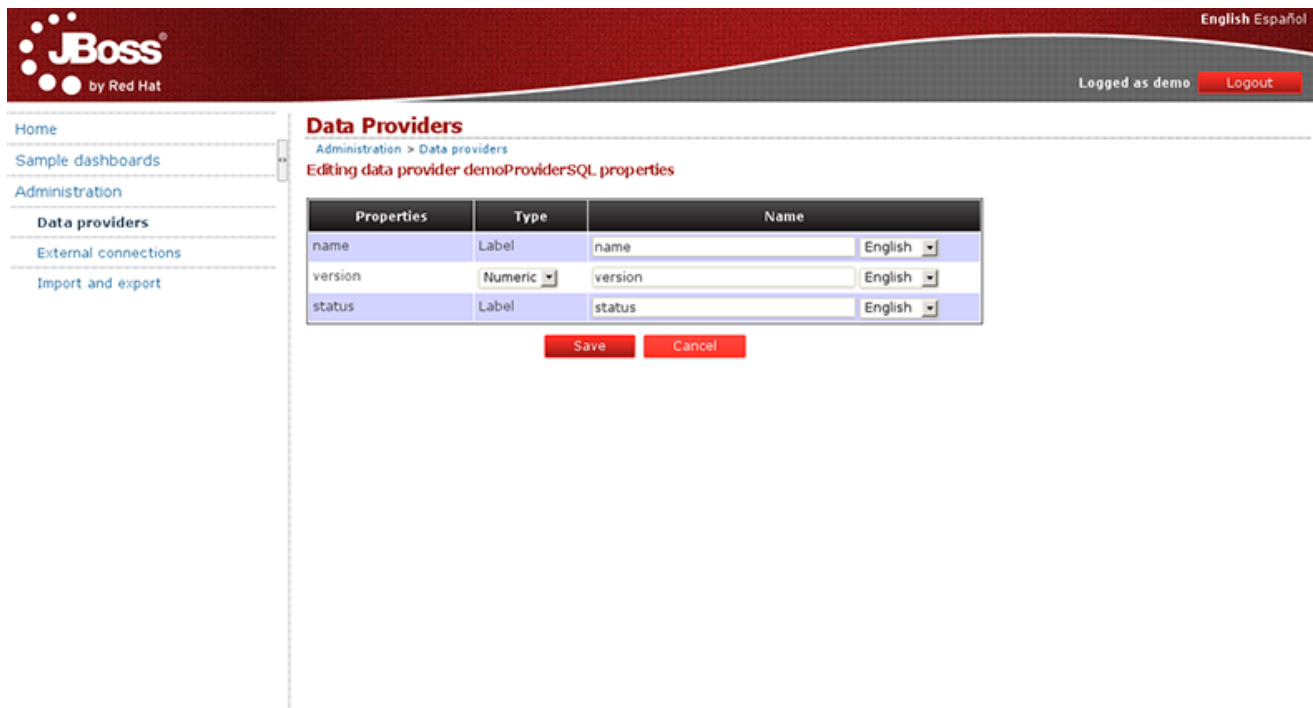 English Español
JBoss®
by Red Hat
Logged as demo Logout
Home
Sample dashboards
Administration
Data providers
External connections
Import and export
Data Providers
Administration > Data providers
Editing data provider demoProviderSQL properties
Properties Type Name
name Label name English
version Numeric version English
status Label status English
Save Cancel